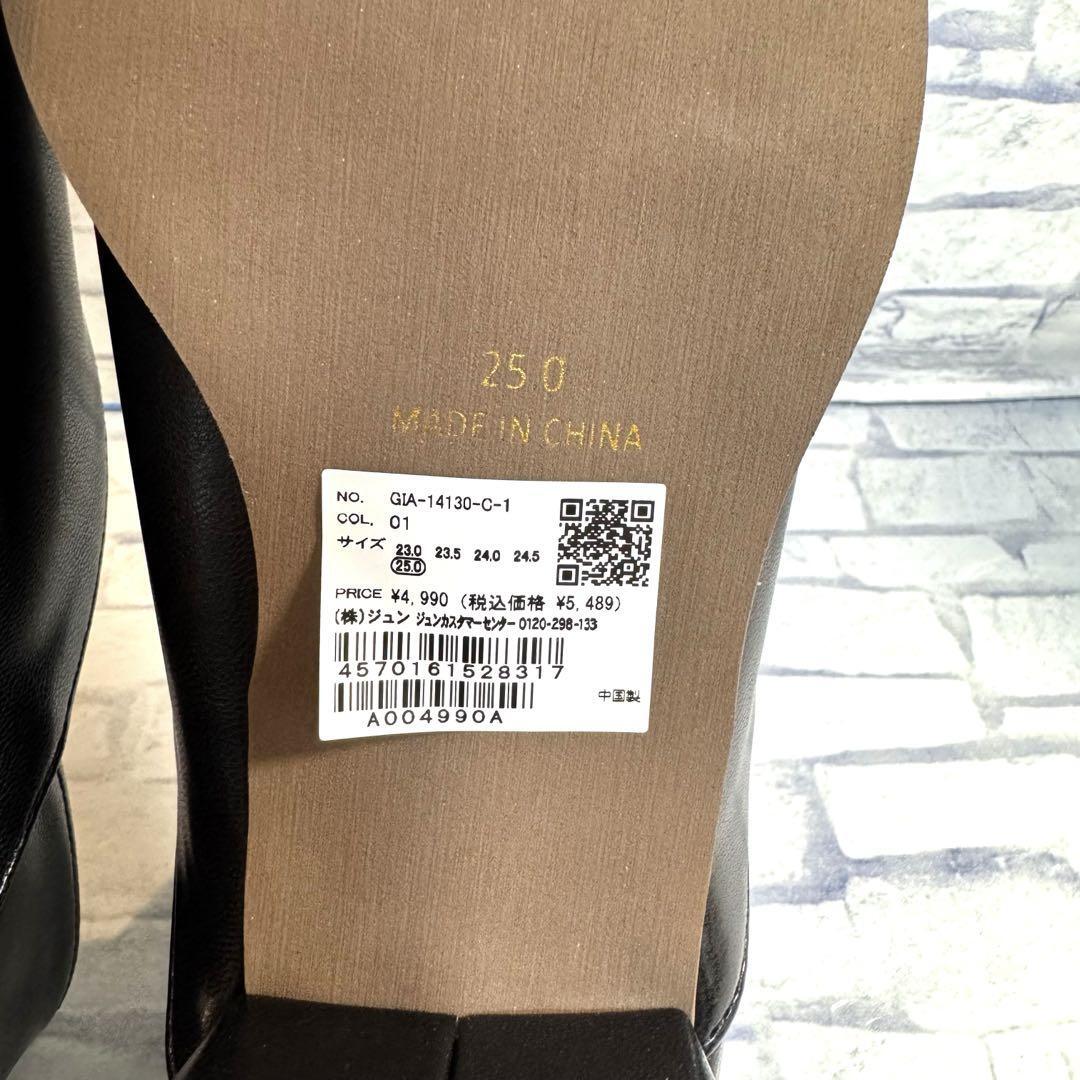 25.0
MADE IN CHINA
NO. GIA-14130-C-1
COL. 01
サイズ 23.0 23.5 24.0 24.5
25.0
PRICE ¥4,990 (税込価格 ¥5,489)
(株)ジュン ジュンカスタマーセンター 0120-298-133
4570161528317
中国製
A004990A